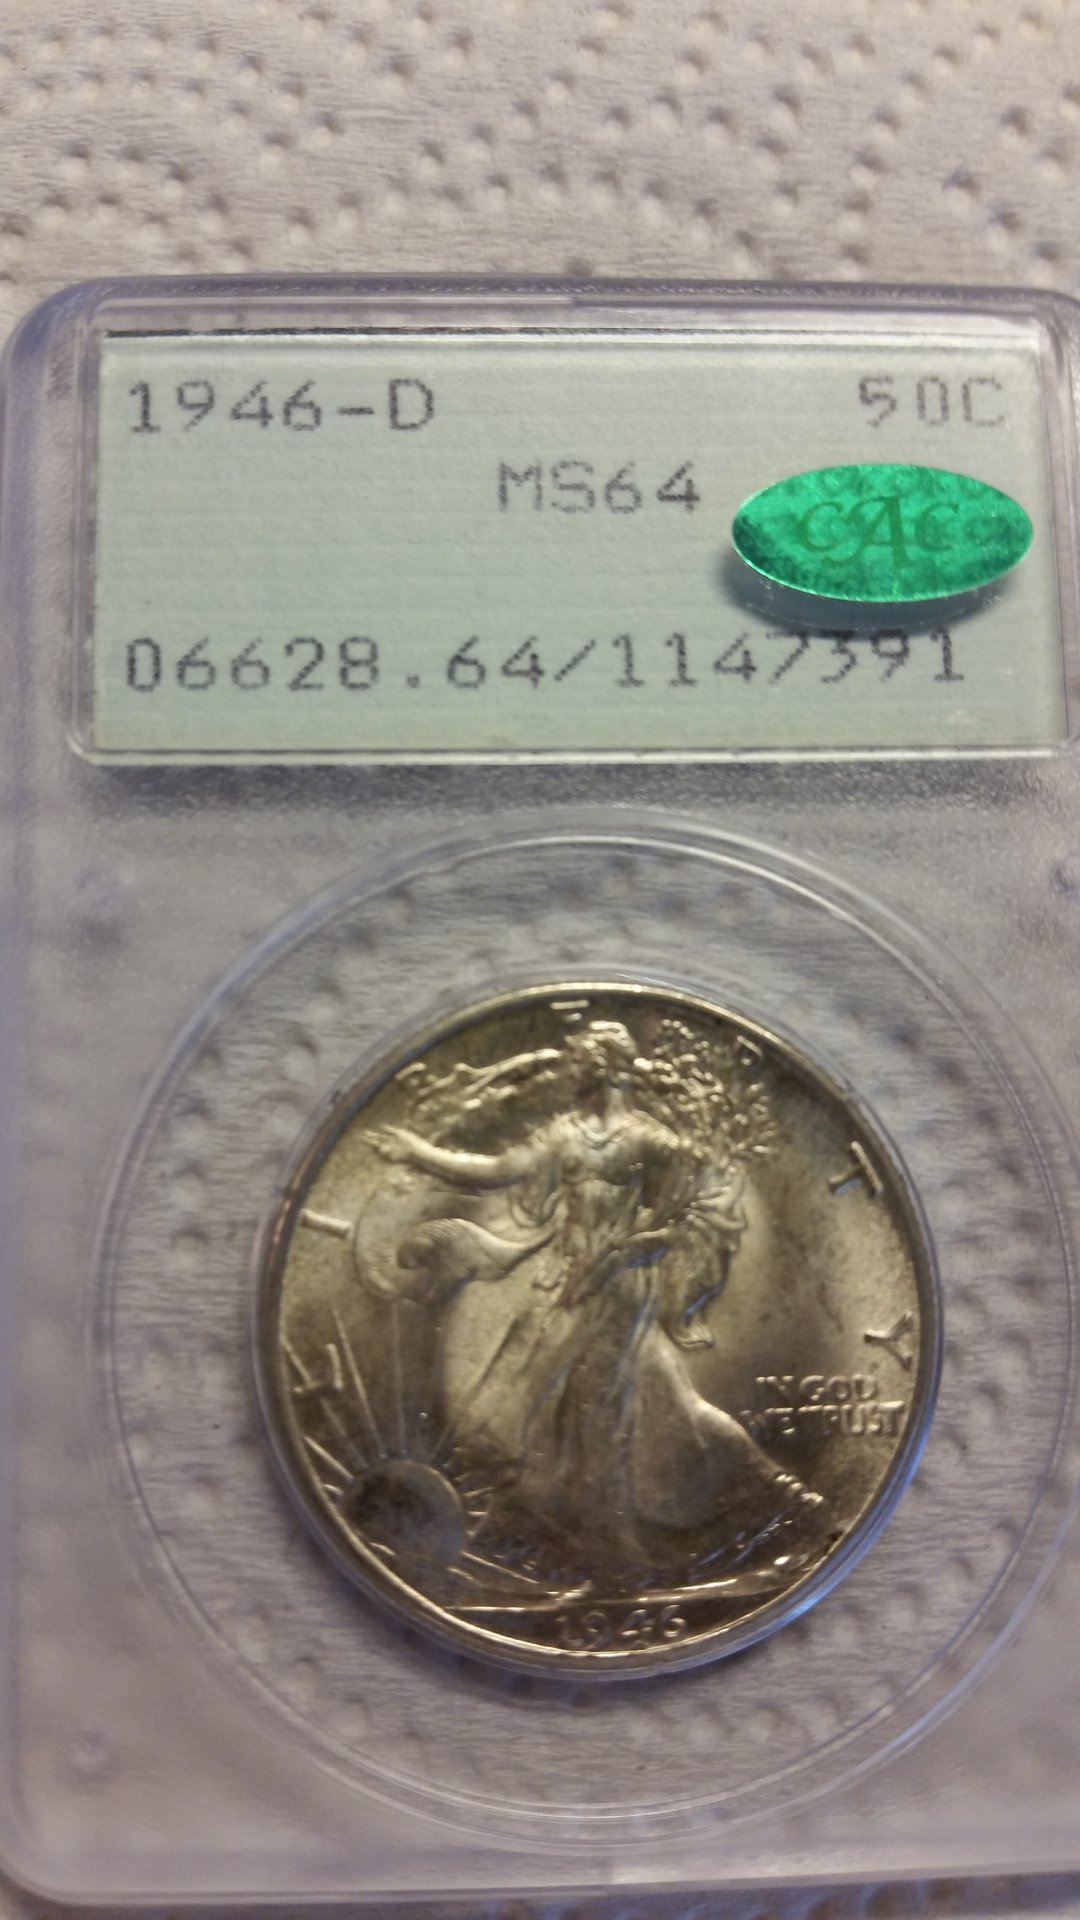 1946-D 50C
MS64
CAC
06628.64/1147391
LIBERTY
IN GOD
WE TRUST
1946